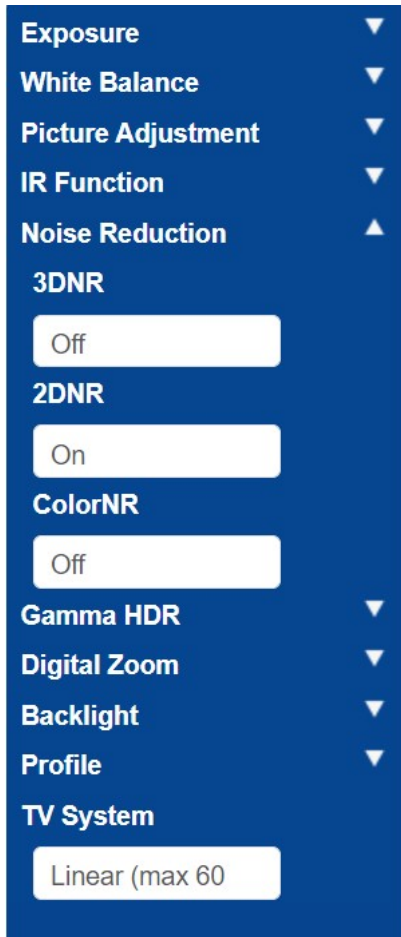 Exposure
White Balance
Picture Adjustment
IR Function
Noise Reduction
3DNR
Off
2DNR
On
ColorNR
Off
Gamma HDR
Digital Zoom
Backlight
Profile
TV System
Linear (max 60